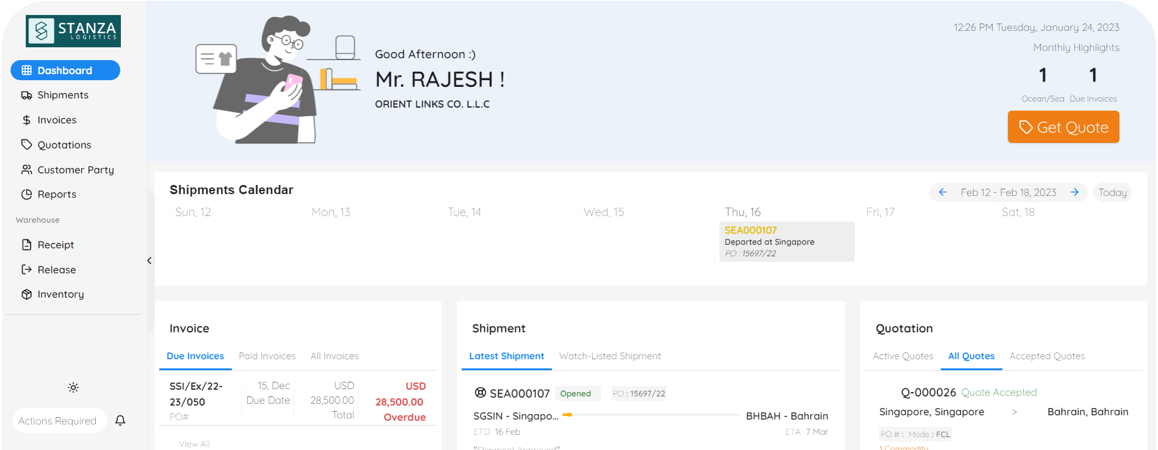 STANZA
LOGISTICS
Dashboard
Shipments
Invoices
Quotations
Customer Party
Reports
Warehouse
Receipt
Release
Inventory
Actions Required
Good Afternoon :)
Mr. RAJESH !
ORIENT LINKS CO. L.L.C
12:26 PM Tuesday, January 24, 2023
Monthly Highlights
1 1
Ocean/Sea Due Invoices
Get Quote
Shipments Calendar
Feb 12 - Feb 18, 2023 Today
Sun, 12 Mon, 13 Tue, 14 Wed, 15 Thu, 16 Fri, 17 Sat, 18
SEA000107
Departed at Singapore
PO : 15697/22
Invoice
Due Invoices Paid Invoices All Invoices
SSI/Ex/22-23/050
PO#
15, Dec
Due Date
USD
28,500.00
Total
USD
28,500.00
Overdue
View All
Shipment
Latest Shipment Watch-Listed Shipment
SEA000107 Opened PO : 15697/22
SGSIN - Singapo... BHBAH - Bahrain
ETD 16 Feb ETA 7 Mar
"Shipment Approved"
Quotation
Active Quotes All Quotes Accepted Quotes
Q-000026 Quote Accepted
Singapore, Singapore > Bahrain, Bahrain
PO # : Mode : FCL
1 Commodity